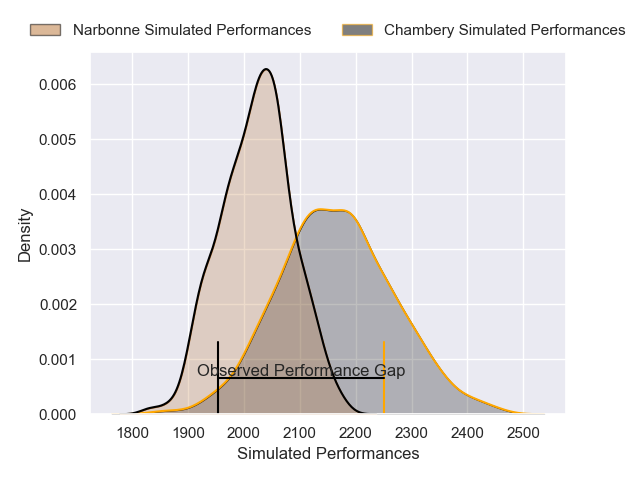 Narbonne Simulated Performances
Chambery Simulated Performances
0.006
0.005
0.004
0.003
0.002
0.001
0.000
Density
Observed Performance Gap
1800 1900 2000 2100 2200 2300 2400 2500
Simulated Performances